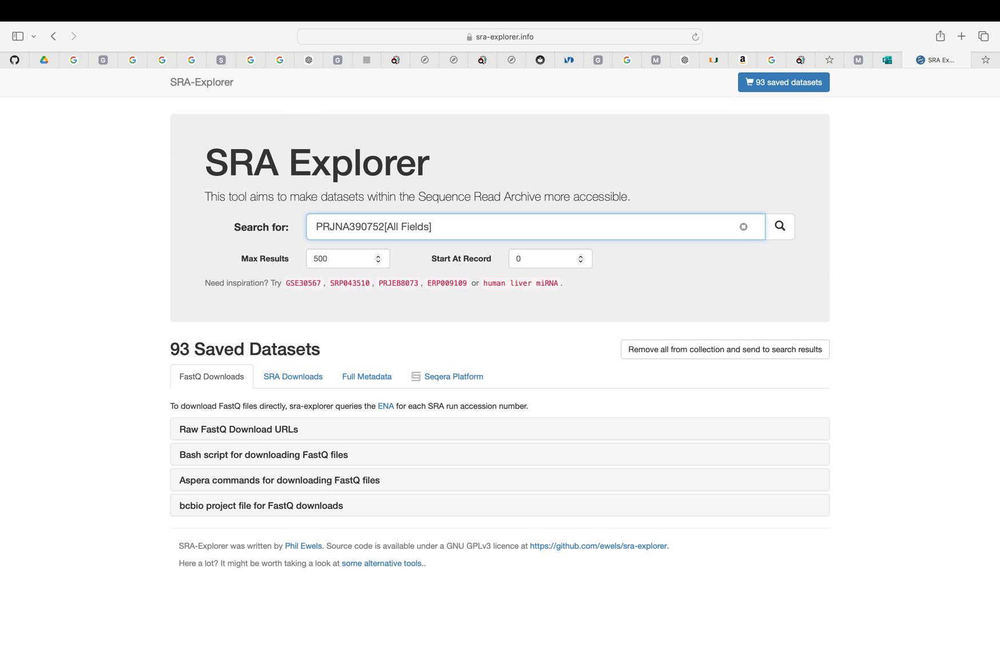 sra-explorer.info
G
S
G
G
M
a
M
SRA Ex...
SRA-Explorer
93 saved datasets
SRA Explorer
This tool aims to make datasets within the Sequence Read Archive more accessible.
Search for:
PRJNA390752[All Fields]
Max Results
500
Start At Record
0
Need inspiration? Try GSE30567, SRP043510, PRJEB8073, ERP009109 or human liver miRNA.
93 Saved Datasets
Remove all from collection and send to search results
FastQ Downloads
SRA Downloads
Full Metadata
Seqera Platform
To download FastQ files directly, sra-explorer queries the ENA for each SRA run accession number.
Raw FastQ Download URLs
Bash script for downloading FastQ files
Aspera commands for downloading FastQ files
bcbio project file for FastQ downloads
SRA-Explorer was written by Phil Ewels. Source code is available under a GNU GPLv3 licence at https://github.com/ewels/sra-explorer.
Here a lot? It might be worth taking a look at some alternative tools..